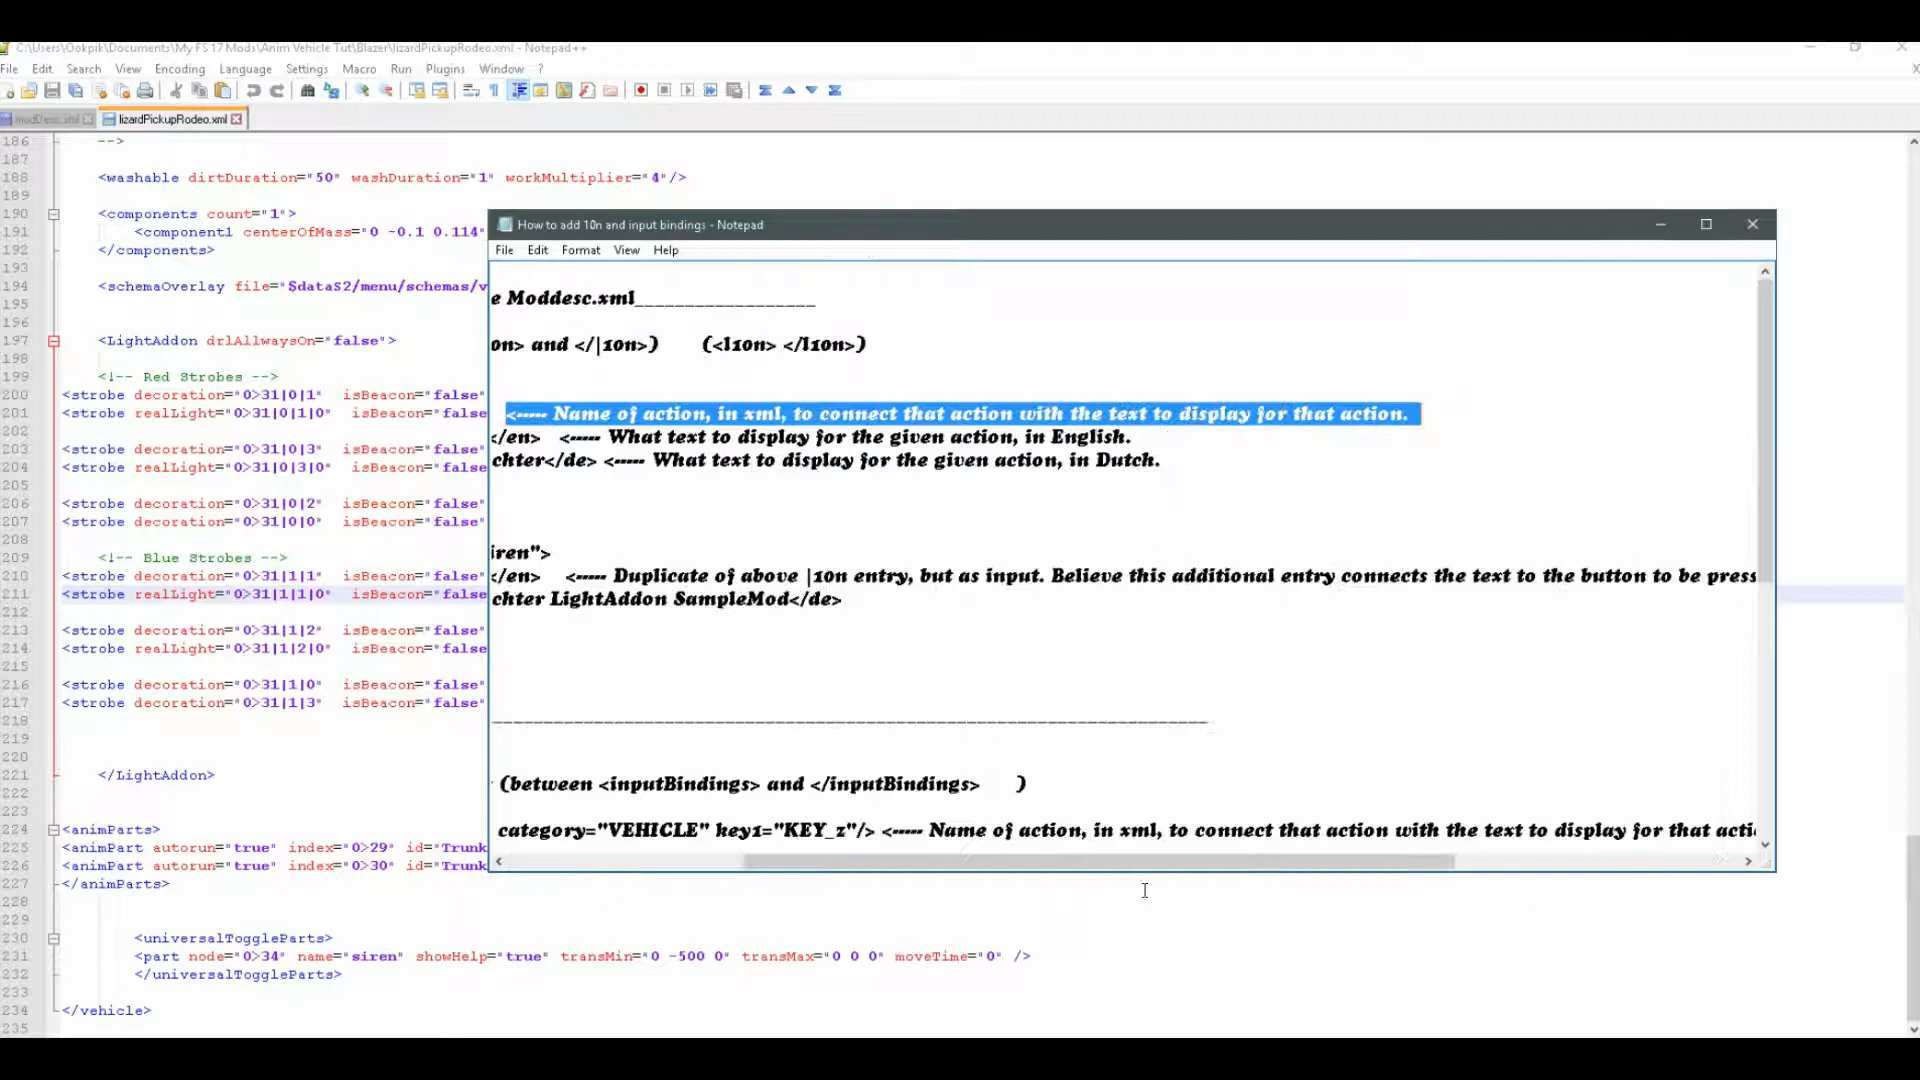 C:\Users\Ookpik\Documents\My FS 17 Mods\Anim Vehicle Tut\Blazer\lizardPickupRodeo.xml - Notepad++
File Edit Search View Encoding Language Settings Macro Run Plugins Window ?
modDesc.xml lizardPickupRodeo.xml
186 -->
187
188 <washable dirtDuration="50" washDuration="1" workMultiplier="4"/>
189
190 <components count="1">
191 <component1 centerOfMass="0 -0.1 0.114"
192 </components>
193
194 <schemaOverlay file="$dataS2/menu/schemas/v
195
196
197 <LightAddon drlAllwaysOn="false">
198
199 <!-- Red Strobes -->
200 <strobe decoration="0>31|0|1" isBeacon="false"
201 <strobe realLight="0>31|0|1|0" isBeacon="false
202
203 <strobe decoration="0>31|0|3" isBeacon="false"
204 <strobe realLight="0>31|0|3|0" isBeacon="false
205
206 <strobe decoration="0>31|0|2" isBeacon="false"
207 <strobe decoration="0>31|0|0" isBeacon="false"
208
209 <!-- Blue Strobes -->
210 <strobe decoration="0>31|1|1" isBeacon="false"
211 <strobe realLight="0>31|1|1|0" isBeacon="false
212
213 <strobe decoration="0>31|1|2" isBeacon="false"
214 <strobe realLight="0>31|1|2|0" isBeacon="false
215
216 <strobe decoration="0>31|1|0" isBeacon="false"
217 <strobe decoration="0>31|1|3" isBeacon="false"
218
219
220
221 </LightAddon>
222
223
224 <animParts>
225 <animPart autorun="true" index="0>29" id="Trunk
226 <animPart autorun="true" index="0>30" id="Trunk
227 </animParts>
228
229
230 <universalToggleParts>
231 <part node="0>34" name="siren" showHelp="true" transMin="0 -500 0" transMax="0 0 0" moveTime="0" />
232 </universalToggleParts>
233
234 </vehicle>
235
How to add 10n and input bindings - Notepad
File Edit Format View Help
e Moddesc.xml__________________
on> and </|10n>) (<l10n> </l10n>)
<----- Name of action, in xml, to connect that action with the text to display for that action.
</en> <----- What text to display for the given action, in English.
chter</de> <----- What text to display for the given action, in Dutch.
iren">
</en> <----- Duplicate of above |10n entry, but as input. Believe this additional entry connects the text to the button to be press
chter LightAddon SampleMod</de>
(between <inputBindings> and </inputBindings> )
category="VEHICLE" key1="KEY_z"/> <----- Name of action, in xml, to connect that action with the text to display for that acti